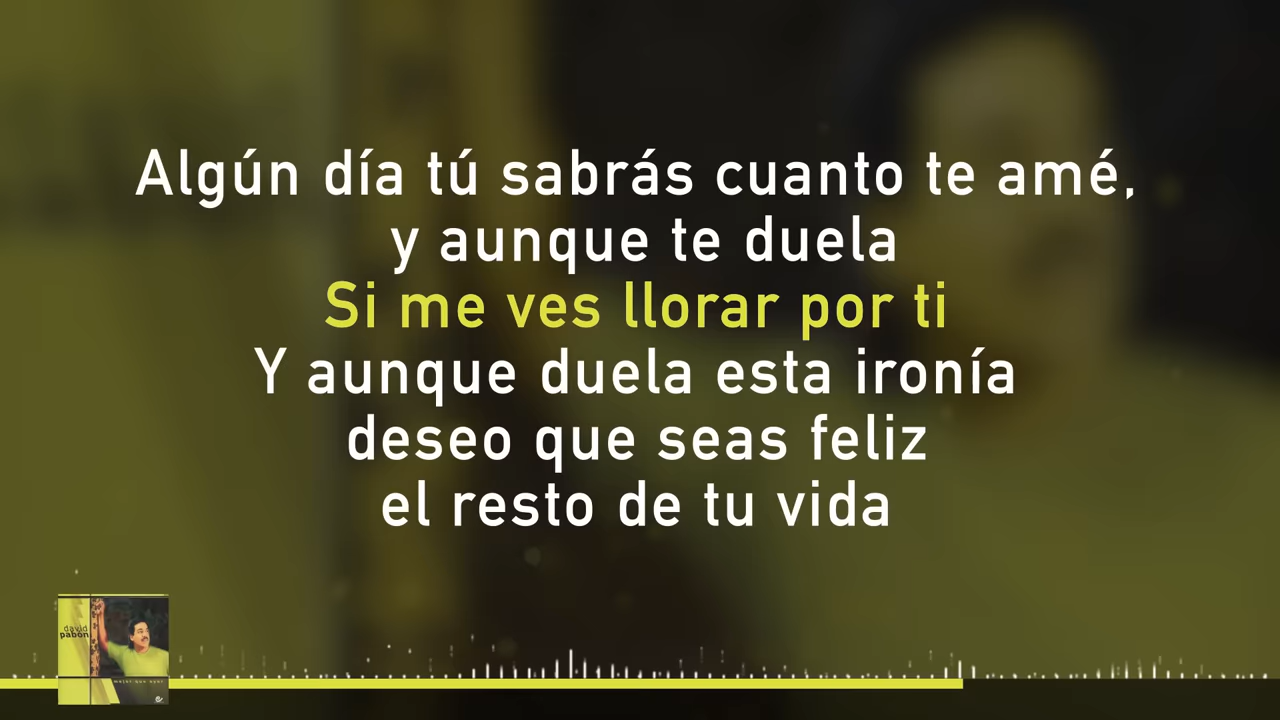 Algún día tú sabrás cuanto te amé,
y aunque te duela
Si me ves llorar por ti
Y aunque duela esta ironía
deseo que seas feliz
el resto de tu vida
david
pabón